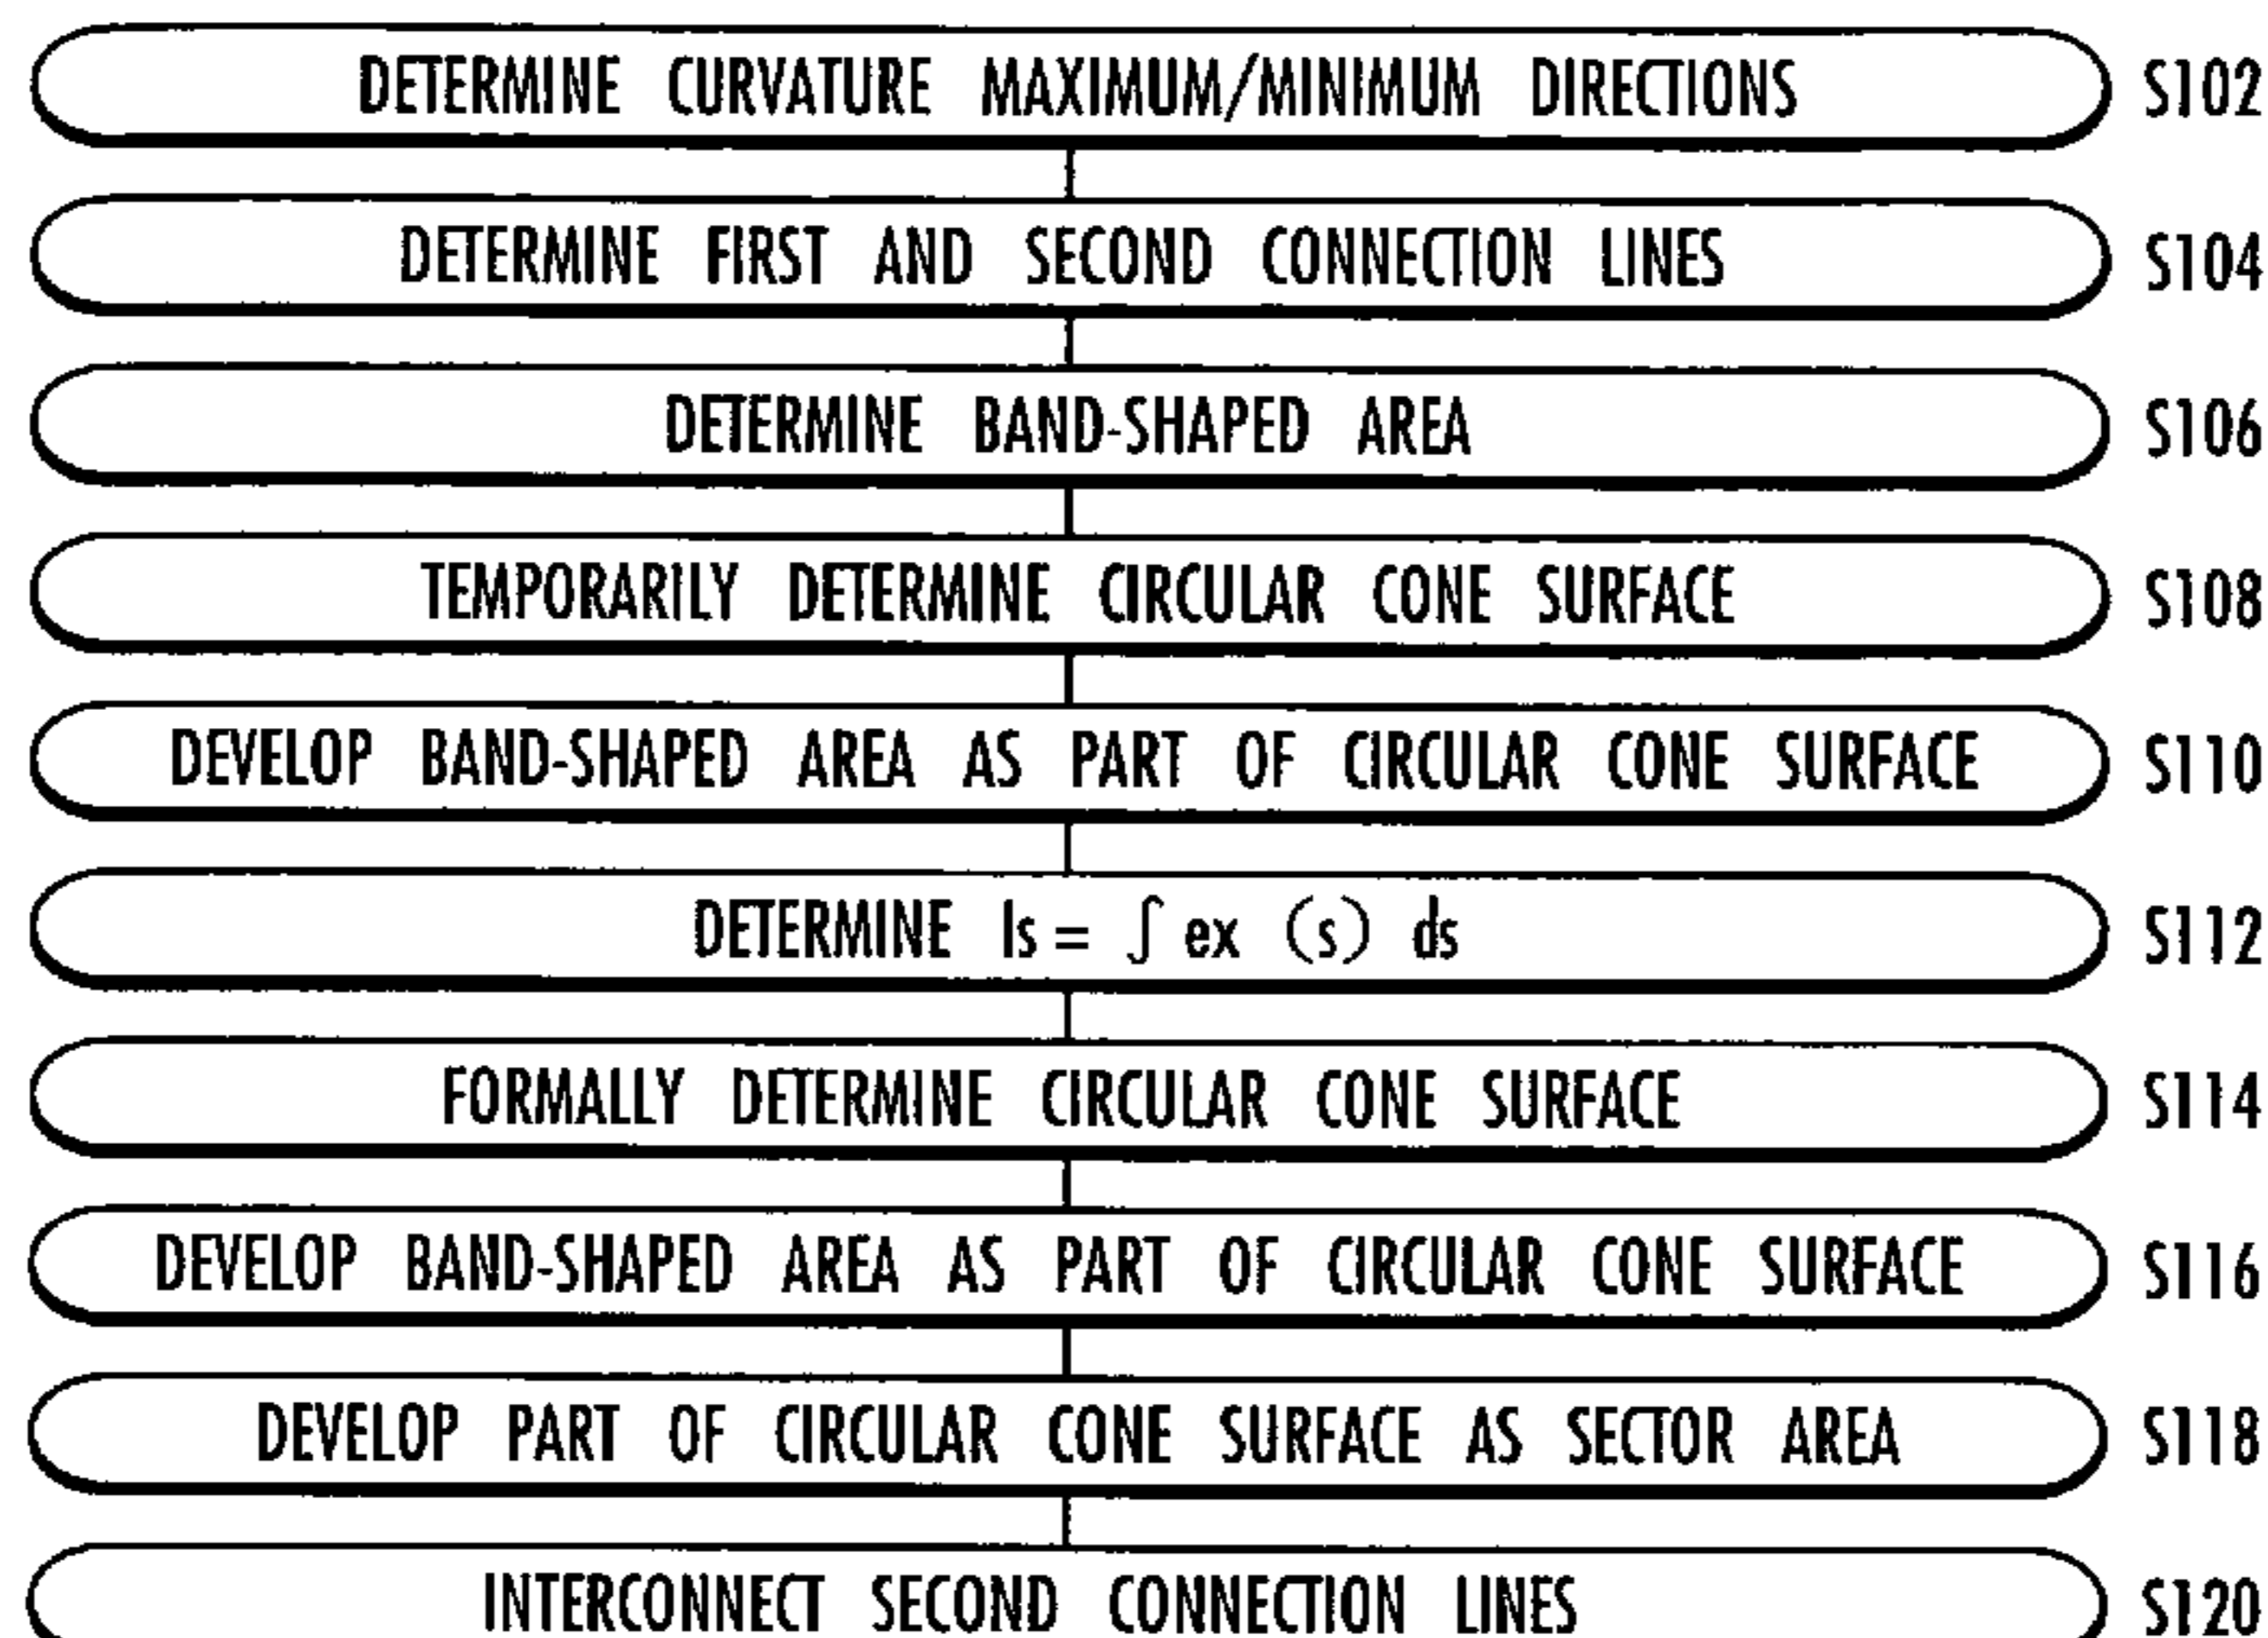 DETERMINE CURVATURE MAXIMUM/MINIMUM DIRECTIONS S102
DETERMINE FIRST AND SECOND CONNECTION LINES S104
DETERMINE BAND-SHAPED AREA S106
TEMPORARILY DETERMINE CIRCULAR CONE SURFACE S108
DEVELOP BAND-SHAPED AREA AS PART OF CIRCULAR CONE SURFACE S110
DETERMINE Is = ∫ ex (s) ds S112
FORMALLY DETERMINE CIRCULAR CONE SURFACE S114
DEVELOP BAND-SHAPED AREA AS PART OF CIRCULAR CONE SURFACE S116
DEVELOP PART OF CIRCULAR CONE SURFACE AS SECTOR AREA S118
INTERCONNECT SECOND CONNECTION LINES S120